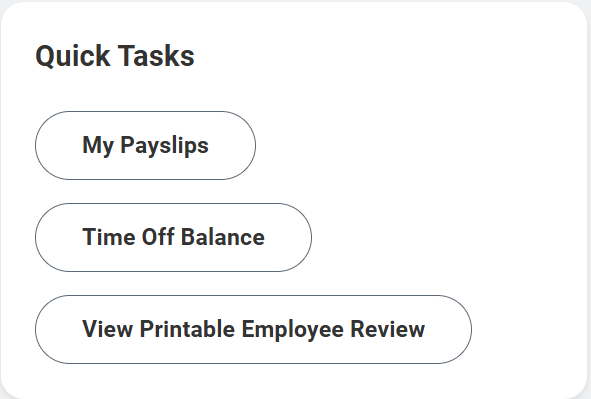 Quick Tasks
My Payslips
Time Off Balance
View Printable Employee Review